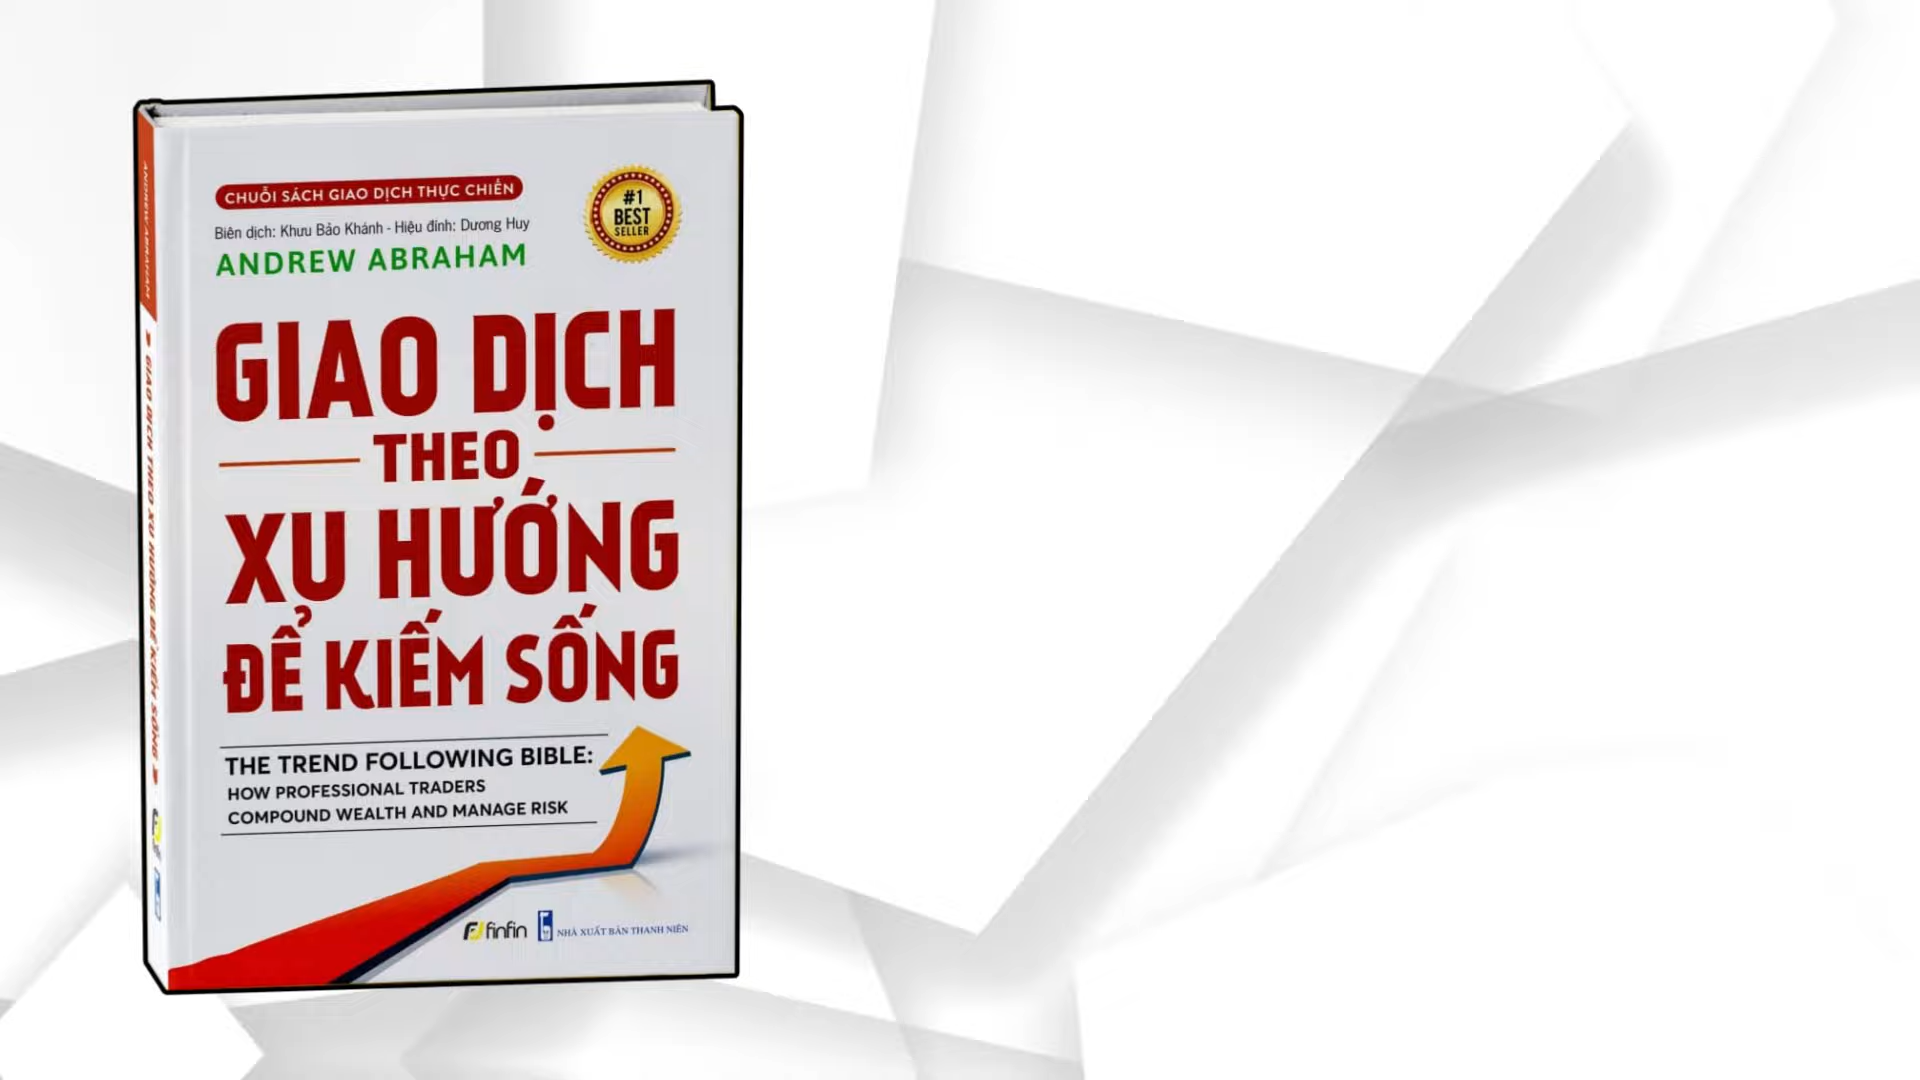 CHUỖI SÁCH GIAO DỊCH THỰC CHIẾN
Biên dịch: Khưu Bảo Khánh - Hiệu đính: Dương Huy
ANDREW ABRAHAM
#1
BEST
SELLER
GIAO DỊCH
THEO
XU HƯỚNG
ĐỂ KIẾM SỐNG
THE TREND FOLLOWING BIBLE:
HOW PROFESSIONAL TRADERS
COMPOUND WEALTH AND MANAGE RISK
finfin
NHÀ XUẤT BẢN THANH NIÊN
ANDREW ABRAHAM
GIAO DỊCH THEO XU HƯỚNG ĐỂ KIẾM SỐNG